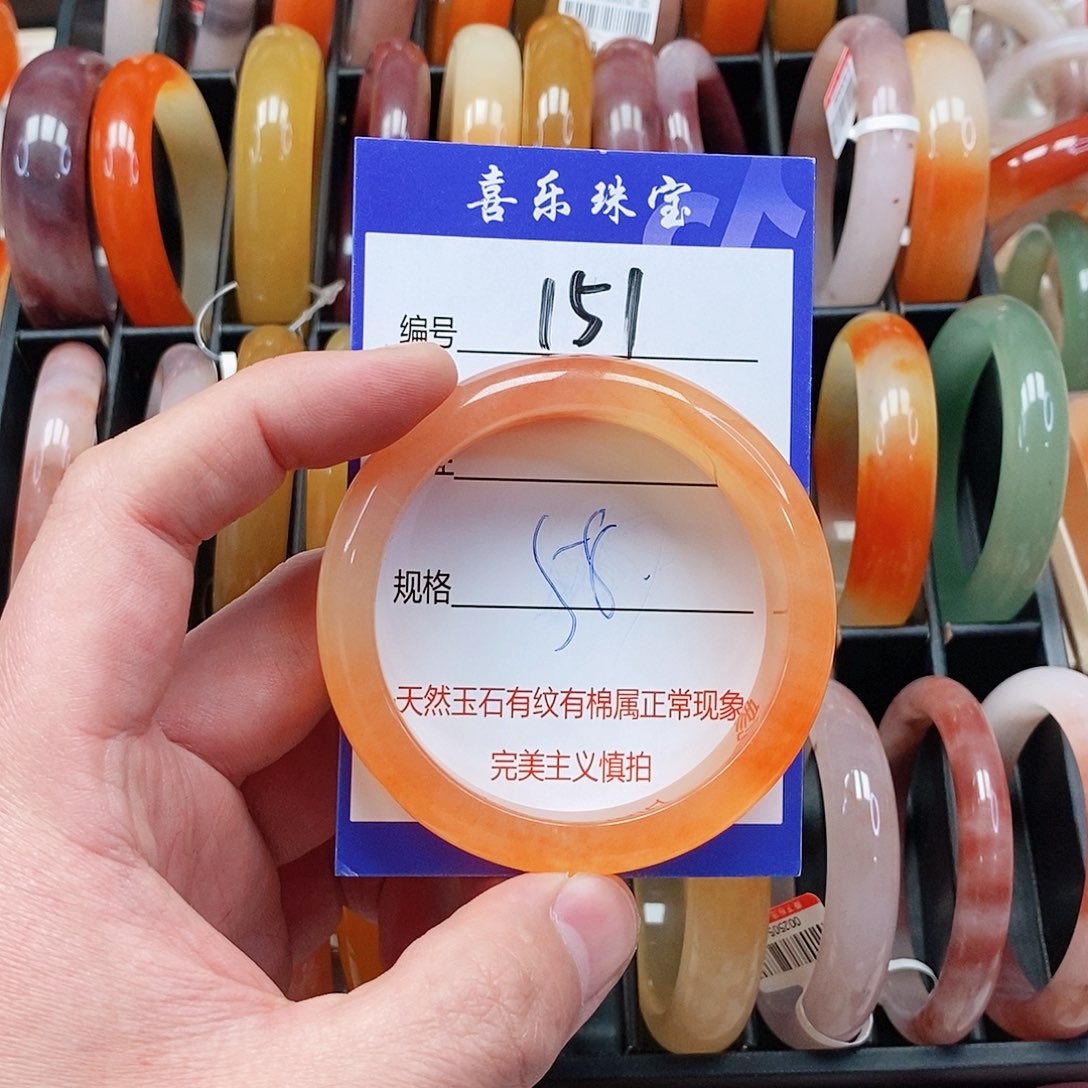 喜乐珠宝
编号 151
规格 58.
天然玉石有纹有棉属正常现象
完美主义慎拍
002505